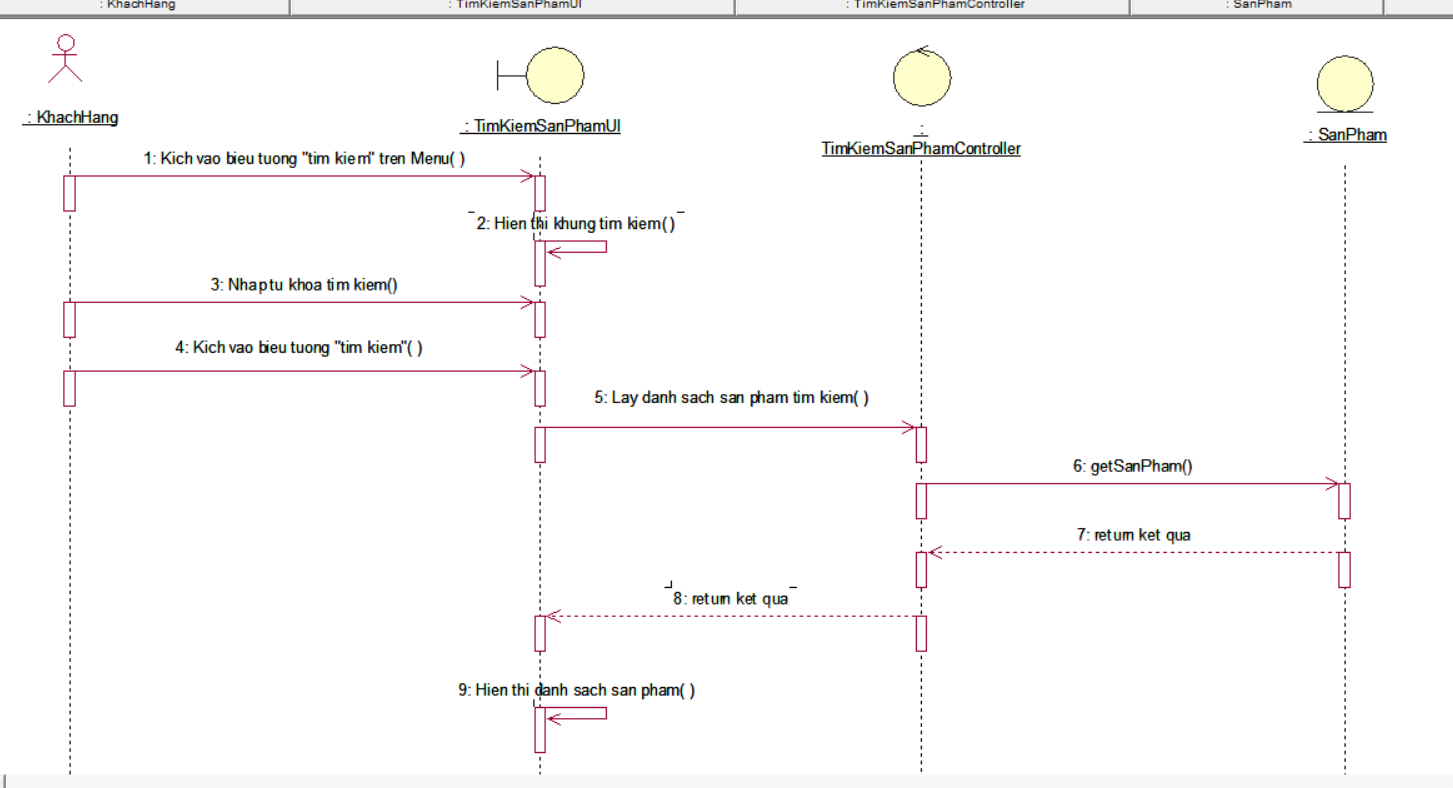 : KhachHang
: TimKiemSanPhamUI
: TimKiemSanPhamController
: SanPham
: KhachHang
: TimKiemSanPhamUI
:
TimKiemSanPhamController
: SanPham
1: Kich vao bieu tuong "tim kiem" tren Menu( )
2: Hien thi khung tim kiem( )
3: Nhap tu khoa tim kiem()
4: Kich vao bieu tuong "tim kiem"( )
5: Lay danh sach san pham tim kiem( )
6: getSanPham()
7: return ket qua
8: return ket qua
9: Hien thi danh sach san pham( )